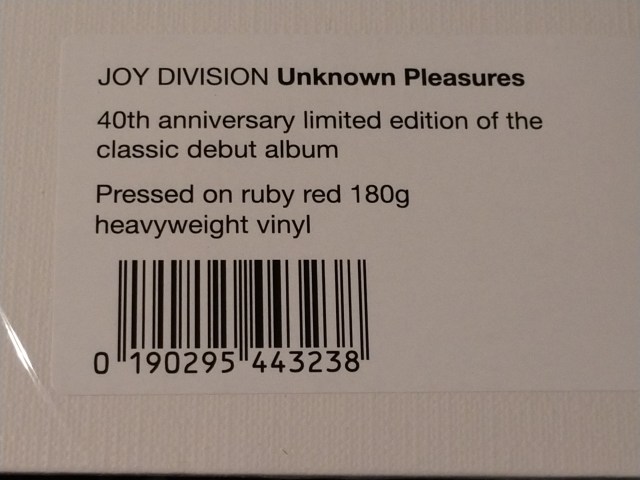 JOY DIVISION Unknown Pleasures
40th anniversary limited edition of the
classic debut album
Pressed on ruby red 180g
heavyweight vinyl
0 190295 443238